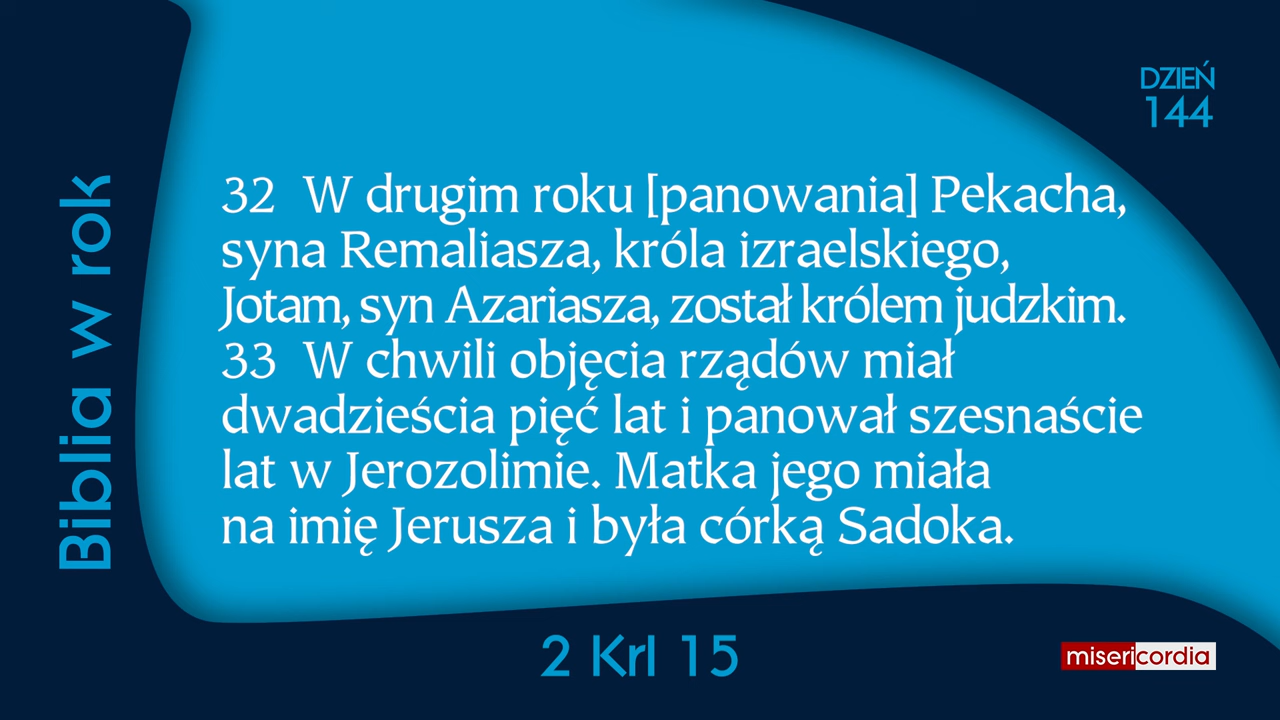 DZIEŃ
144
Biblia w rok
32 W drugim roku [panowania] Pekacha,
syna Remaliasza, króla izraelskiego,
Jotam, syn Azariasza, został królem judzkim.
33 W chwili objęcia rządów miał
dwadzieścia pięć lat i panował szesnaście
lat w Jerozolimie. Matka jego miała
na imię Jerusza i była córką Sadoka.
2 Krl 15
misericordia